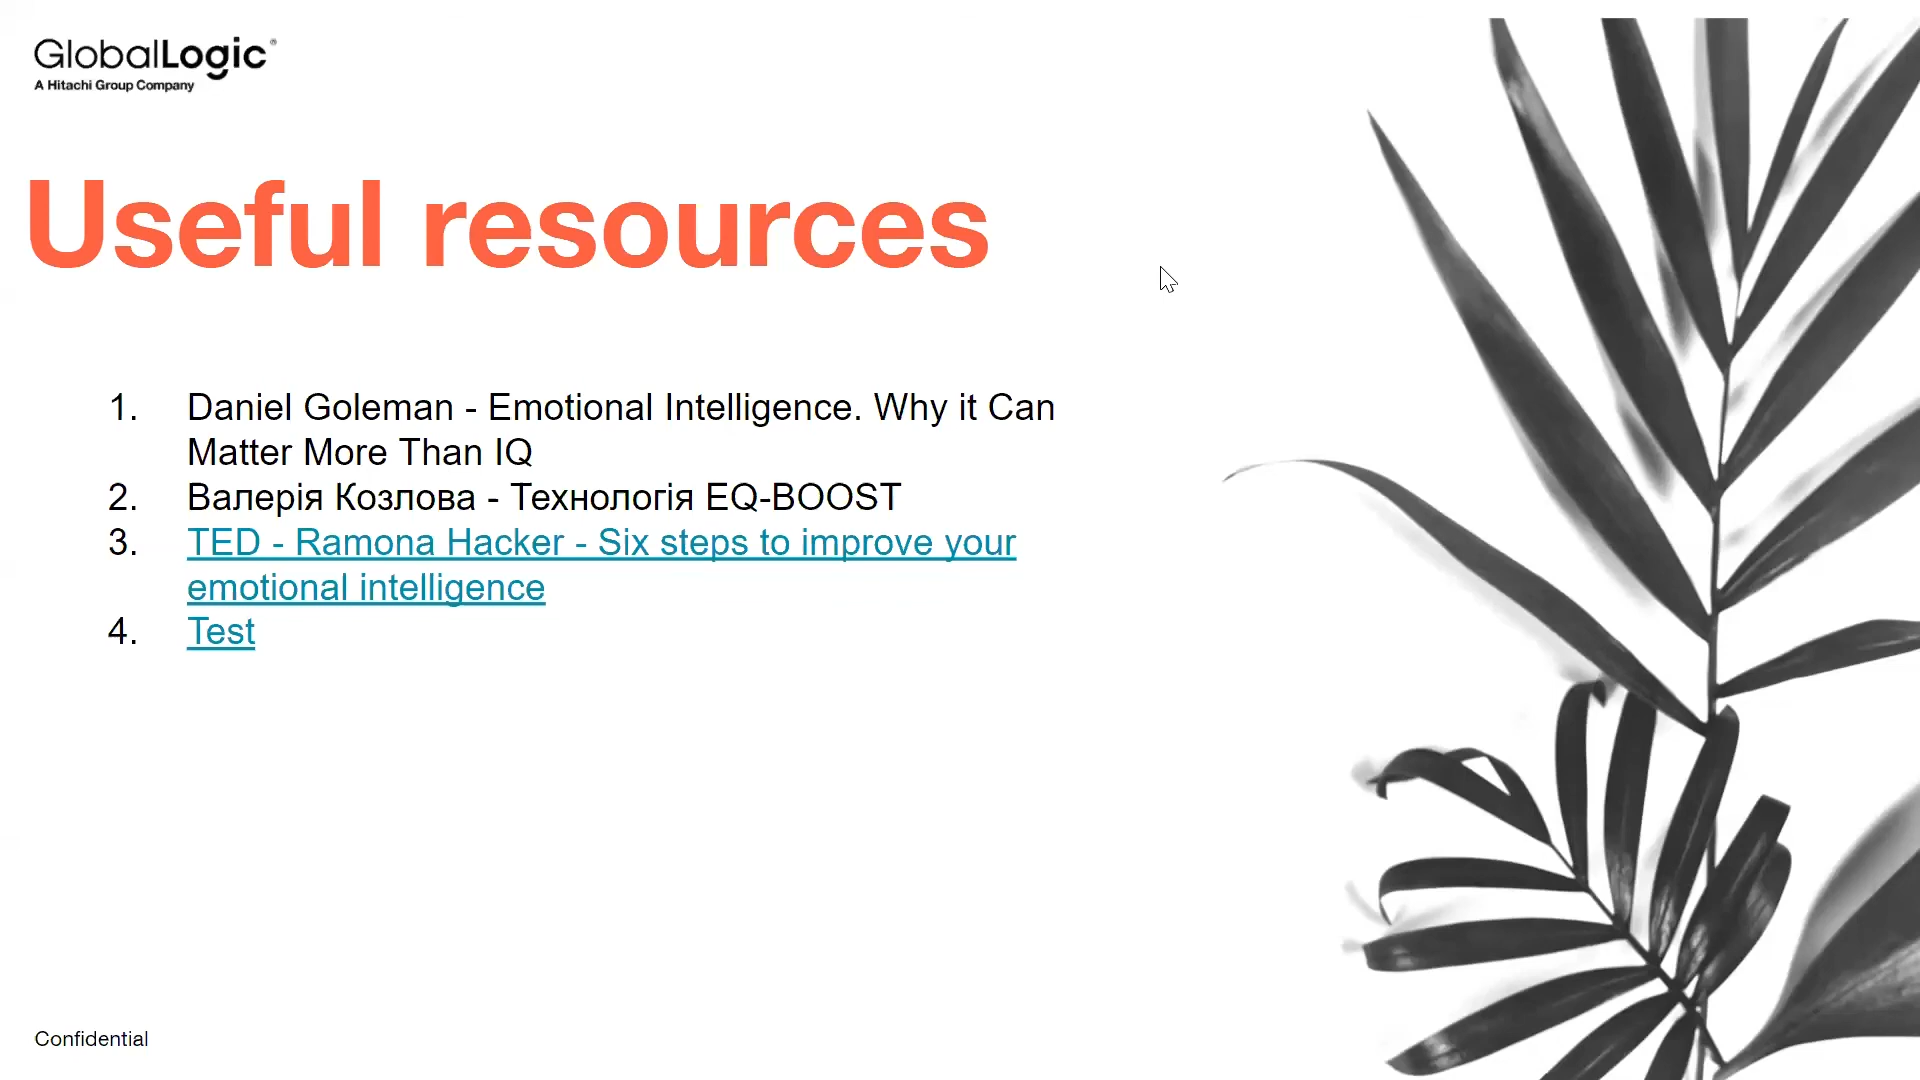 GlobalLogic®
A Hitachi Group Company
Useful resources
1. Daniel Goleman - Emotional Intelligence. Why it Can
Matter More Than IQ
2. Валерія Козлова - Технологія EQ-BOOST
3. TED - Ramona Hacker - Six steps to improve your
emotional intelligence
4. Test
Confidential